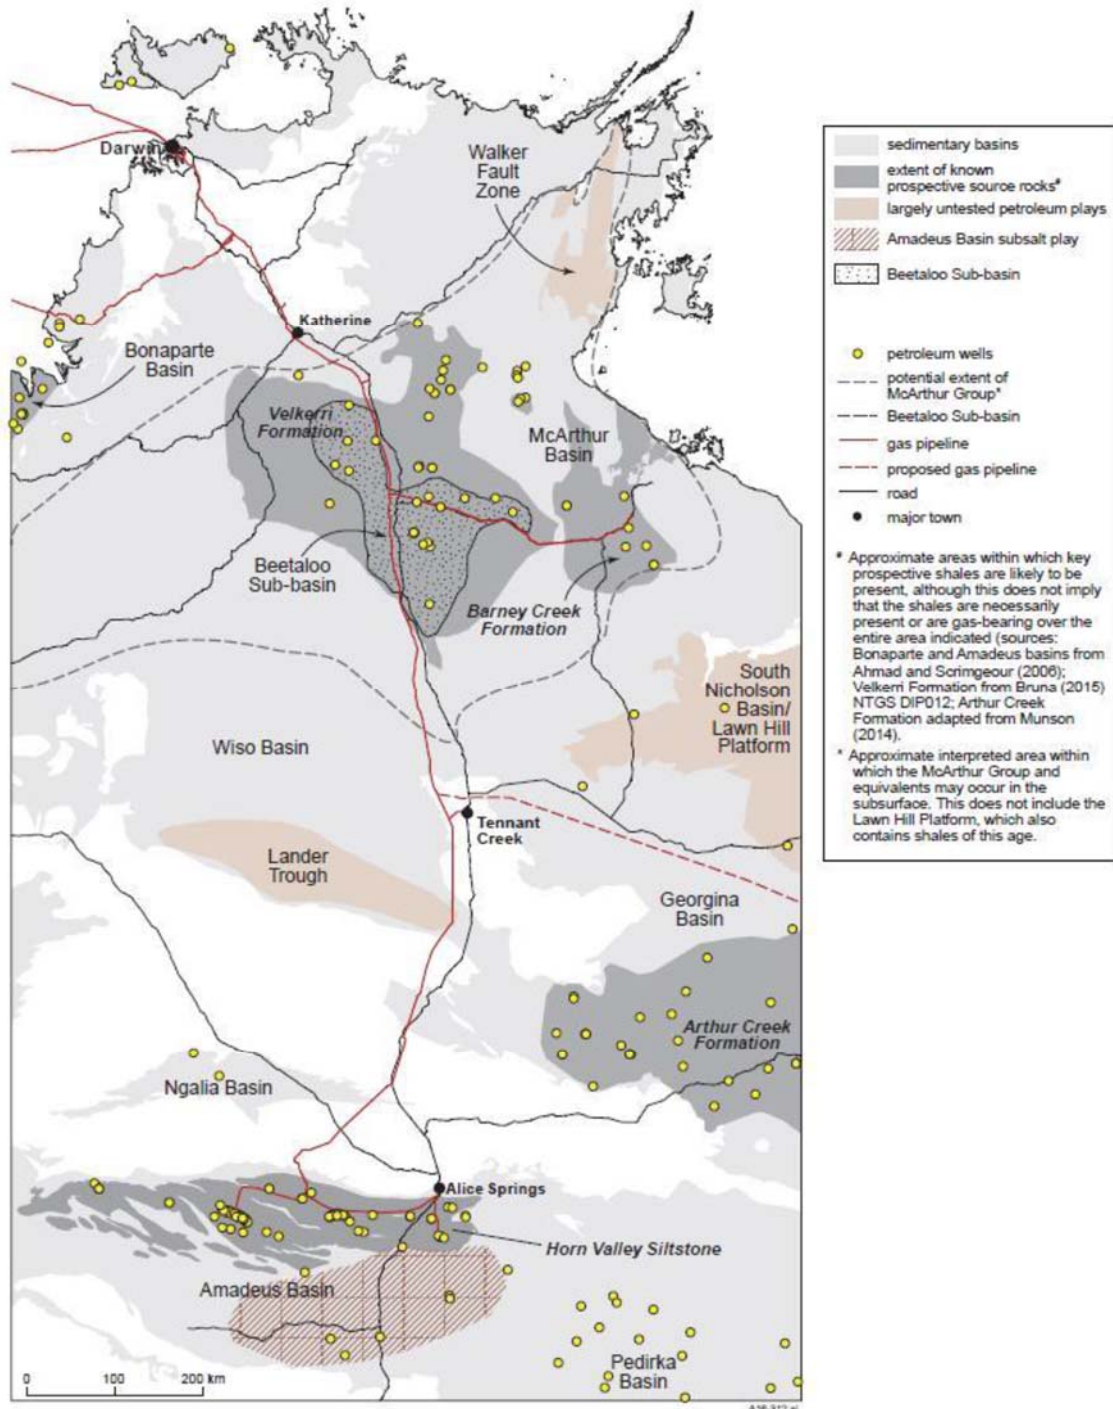 Darwin
Walker
Fault
Zone
Katherine
Bonaparte
Basin
Velkerri
Formation
McArthur
Basin
Beetaloo
Sub-basin
Barney Creek
Formation
South
Nicholson
Basin/
Lawn Hill
Platform
Wiso Basin
Tennant
Creek
Lander
Trough
Georgina
Basin
Arthur Creek
Formation
Ngalia Basin
Alice Springs
Horn Valley Siltstone
Amadeus Basin
Pedirka
Basin
0 100 200 km
sedimentary basins
extent of known
prospective source rocks#
largely untested petroleum plays
Amadeus Basin subsalt play
Beetaloo Sub-basin
petroleum wells
potential extent of
McArthur Group*
Beetaloo Sub-basin
gas pipeline
proposed gas pipeline
road
major town
# Approximate areas within which key
prospective shales are likely to be
present, although this does not imply
that the shales are necessarily
present or are gas-bearing over the
entire area indicated (sources:
Bonaparte and Amadeus basins from
Ahmad and Scrimgeour (2006);
Velkerri Formation from Bruna (2015)
NTGS DIP012; Arthur Creek
Formation adapted from Munson
(2014).
* Approximate interpreted area within
which the McArthur Group and
equivalents may occur in the
subsurface. This does not include the
Lawn Hill Platform, which also
contains shales of this age.